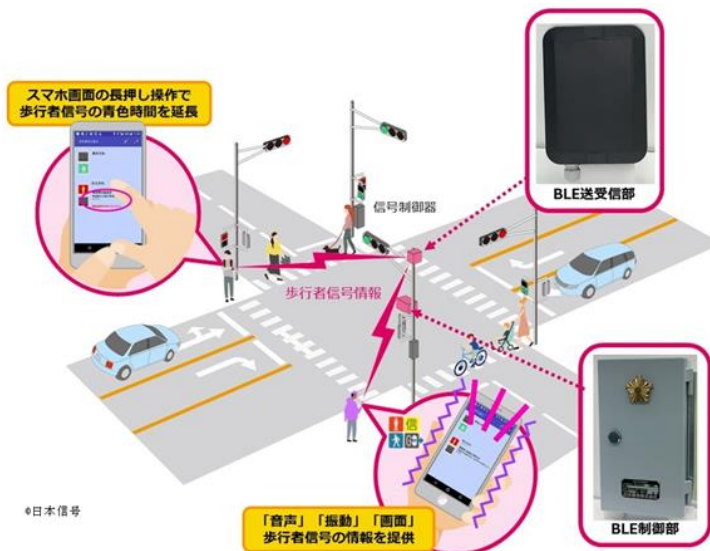 スマホ画面の長押し操作で
歩行者信号の青色時間を延長
BLE送受信部
信号制御器
歩行者信号情報
信
BLE制御部
「音声」「振動」「画面」
歩行者信号の情報を提供
©日本信号